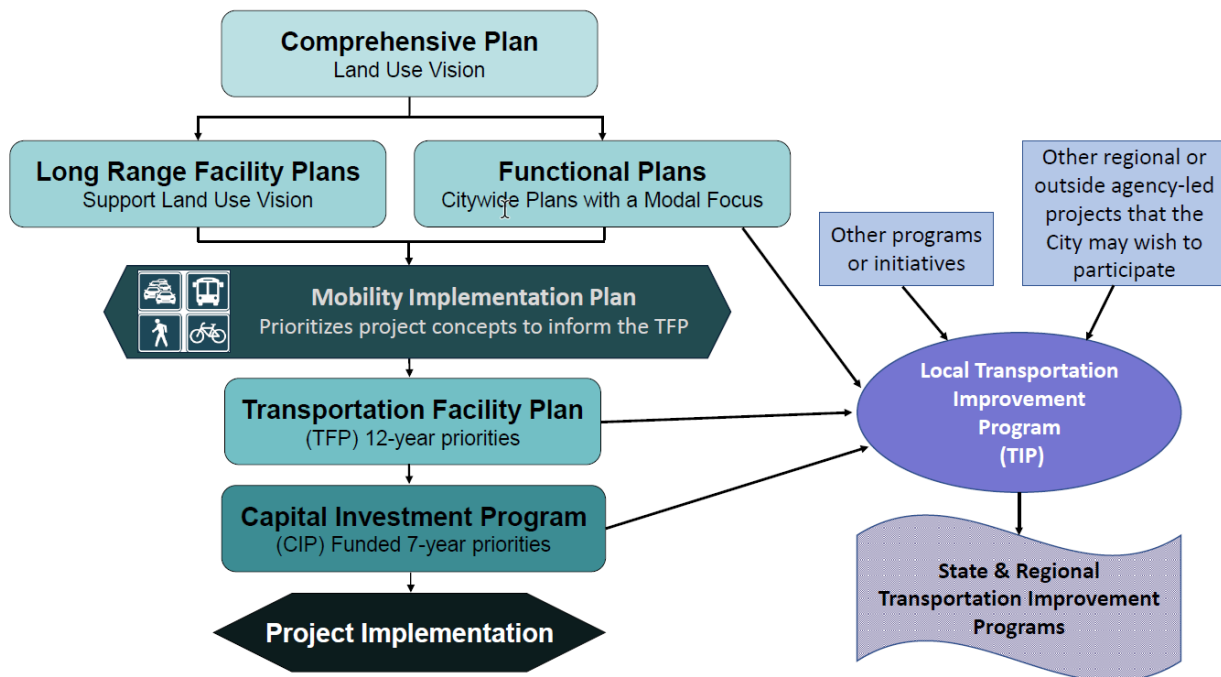 Comprehensive Plan
Land Use Vision
Long Range Facility Plans
Support Land Use Vision
Functional Plans
Citywide Plans with a Modal Focus
Other programs
or initiatives
Other regional or
outside agency-led
projects that the
City may wish to
participate
Mobility Implementation Plan
Prioritizes project concepts to inform the TFP
Transportation Facility Plan
(TFP) 12-year priorities
Local Transportation
Improvement
Program
(TIP)
Capital Investment Program
(CIP) Funded 7-year priorities
State & Regional
Transportation Improvement
Programs
Project Implementation